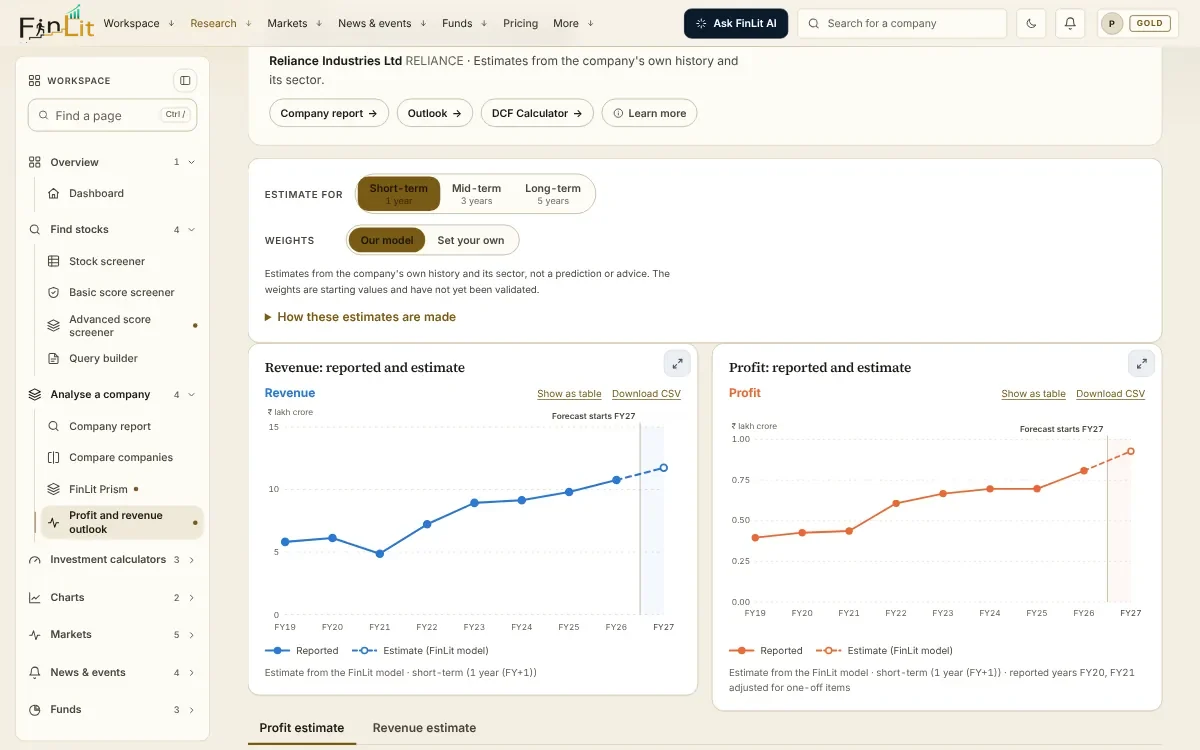 FinLit
Workspace
Research
Markets
News & events
Funds
Pricing
More
Ask FinLit AI
Search for a company
P
GOLD
WORKSPACE
Find a page
Ctrl /
Overview 1
Dashboard
Find stocks 4
Stock screener
Basic score screener
Advanced score
screener
Query builder
Analyse a company 4
Company report
Compare companies
FinLit Prism
Profit and revenue
outlook
Investment calculators 3
Charts 2
Markets 5
News & events 4
Funds 3
Reliance Industries Ltd RELIANCE · Estimates from the company's own history and
its sector.
Company report →
Outlook →
DCF Calculator →
Learn more
ESTIMATE FOR
Short-term
1 year
Mid-term
3 years
Long-term
5 years
WEIGHTS
Our model
Set your own
Estimates from the company's own history and its sector, not a prediction or advice. The
weights are starting values and have not yet been validated.
How these estimates are made
Revenue: reported and estimate
Revenue
Show as table
Download CSV
₹ lakh crore
Forecast starts FY27
15
10
5
0
FY19 FY20 FY21 FY22 FY23 FY24 FY25 FY26 FY27
Reported
Estimate (FinLit model)
Estimate from the FinLit model · short-term (1 year (FY+1))
Profit: reported and estimate
Profit
Show as table
Download CSV
₹ lakh crore
Forecast starts FY27
1.00
0.75
0.50
0.25
0.00
FY19 FY20 FY21 FY22 FY23 FY24 FY25 FY26 FY27
Reported
Estimate (FinLit model)
Estimate from the FinLit model · short-term (1 year (FY+1)) · reported years FY20, FY21
adjusted for one-off items
Profit estimate
Revenue estimate